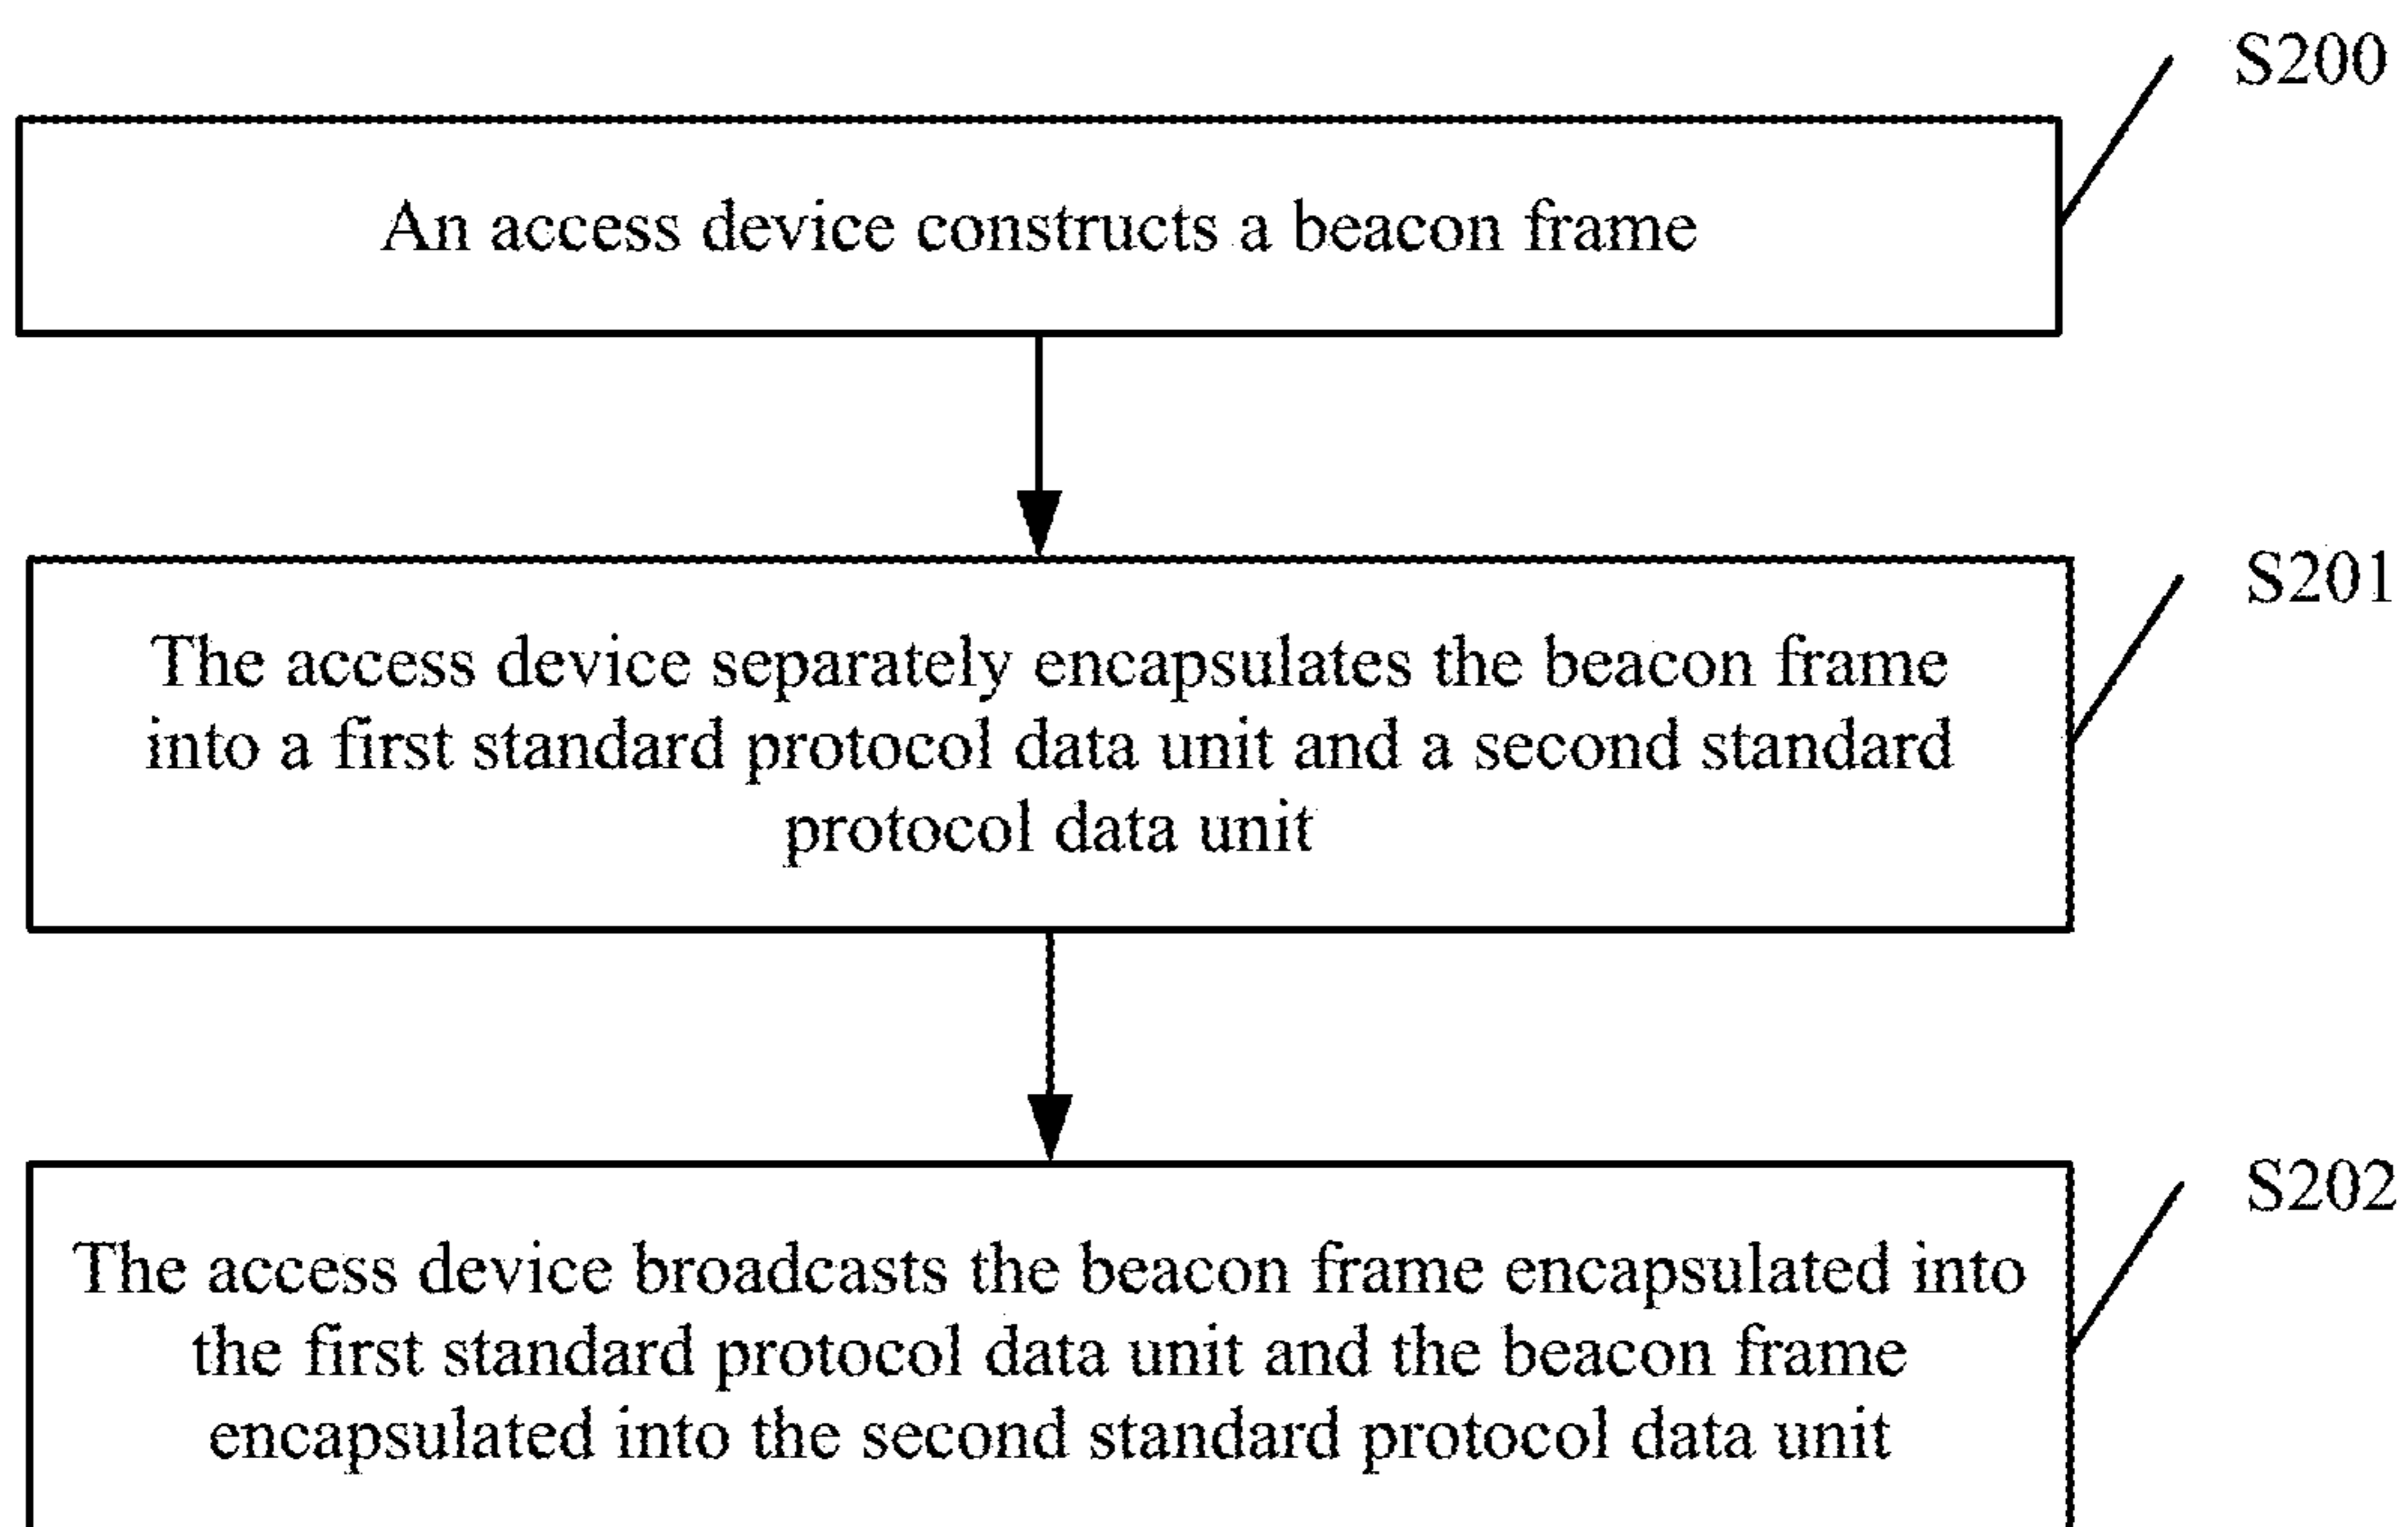 S200
An access device constructs a beacon frame
S201
The access device separately encapsulates the beacon frame
into a first standard protocol data unit and a second standard
protocol data unit
S202
The access device broadcasts the beacon frame encapsulated into
the first standard protocol data unit and the beacon frame
encapsulated into the second standard protocol data unit